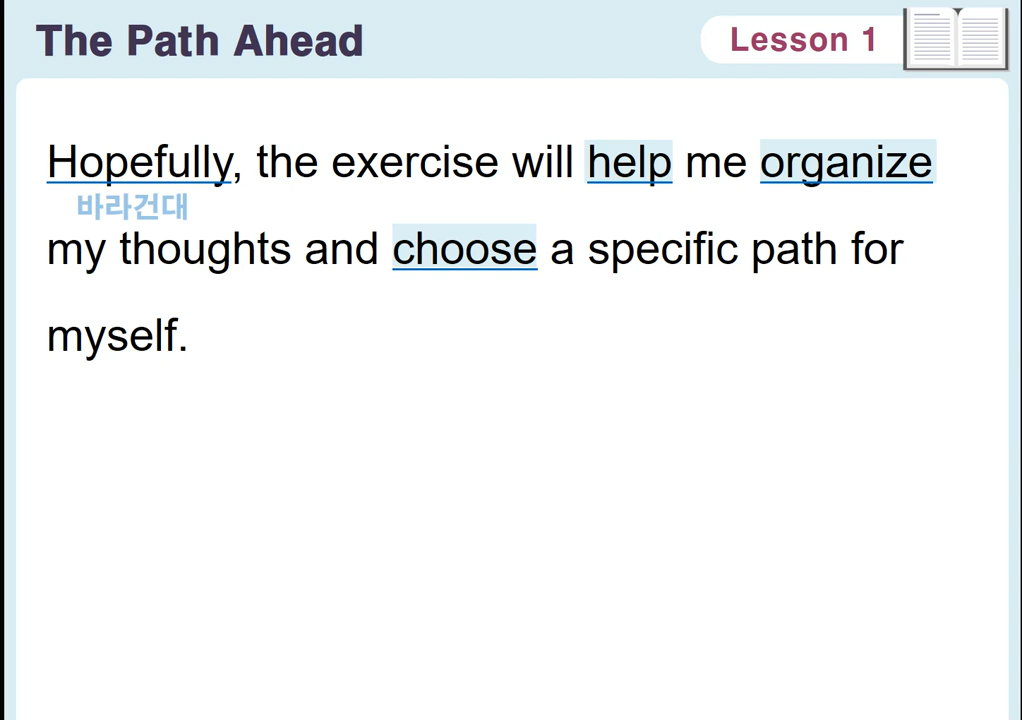 The Path Ahead
Lesson 1
Hopefully, the exercise will help me organize
바라건대
my thoughts and choose a specific path for
myself.